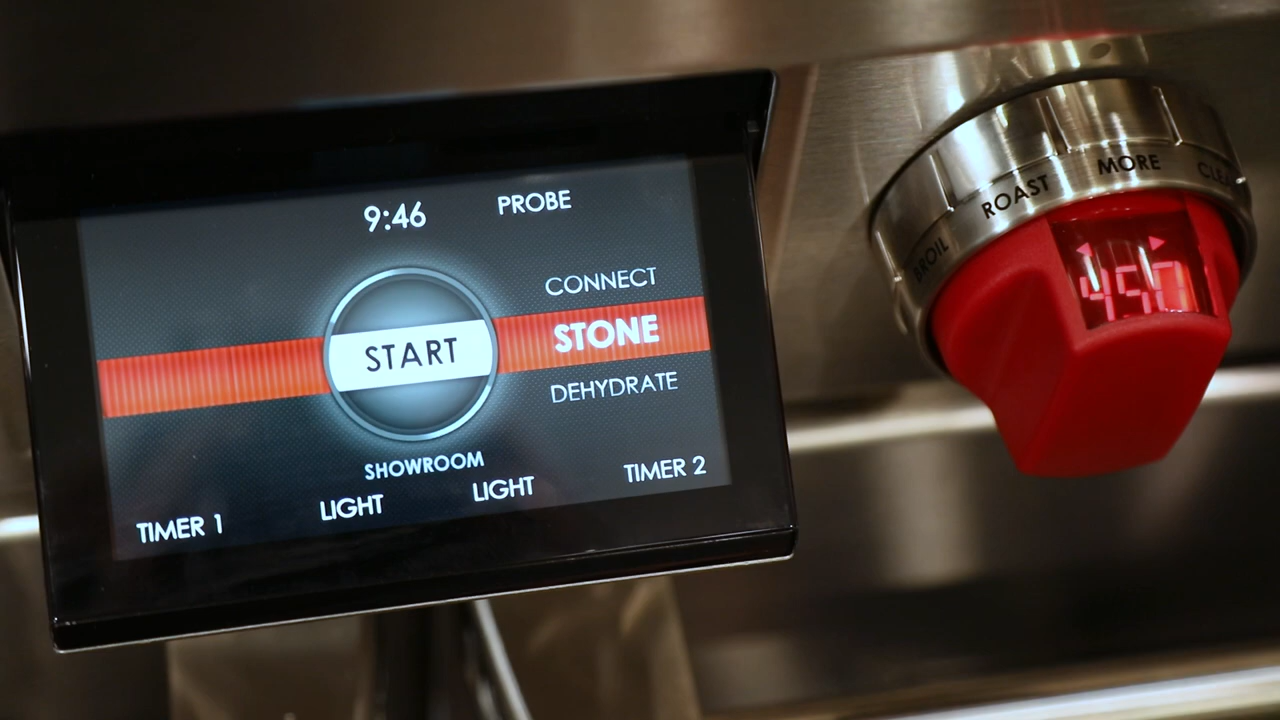 9:46
PROBE
CONNECT
START
STONE
DEHYDRATE
SHOWROOM
TIMER 1
LIGHT
LIGHT
TIMER 2
BROIL
ROAST
MORE
450